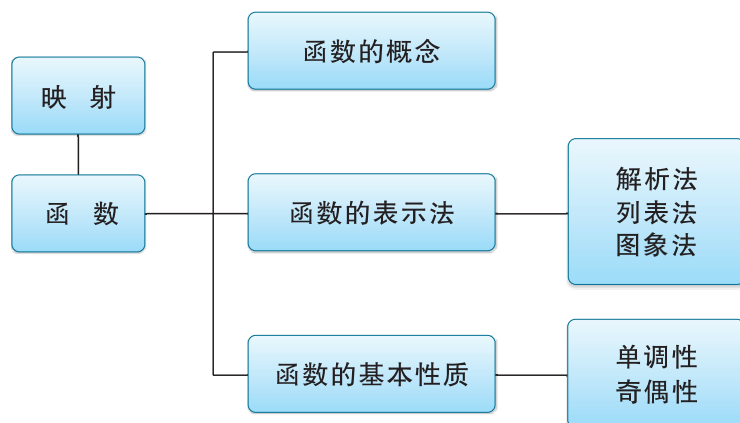 映 射
函 数
函数的概念
函数的表示法
解析法
列表法
图象法
函数的基本性质
单调性
奇偶性